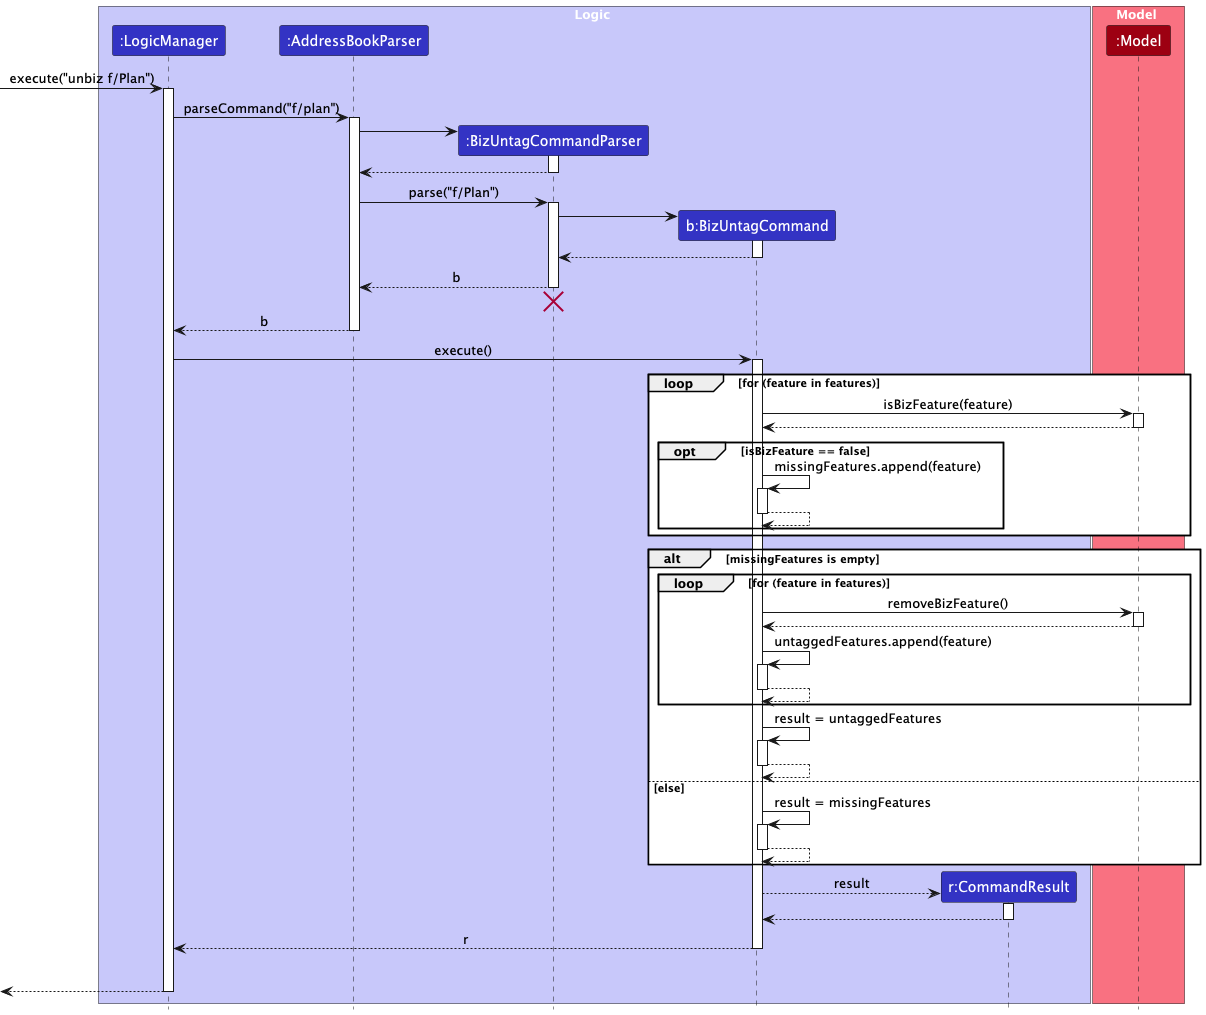 Logic
Model
:LogicManager
:AddressBookParser
:Model
execute("unbiz f/Plan")
parseCommand("f/plan")
:BizUntagCommandParser
parse("f/Plan")
b:BizUntagCommand
b
b
execute()
loop
[for (feature in features)]
isBizFeature(feature)
opt
[isBizFeature == false]
missingFeatures.append(feature)
alt
[missingFeatures is empty]
loop
[for (feature in features)]
removeBizFeature()
untaggedFeatures.append(feature)
result = untaggedFeatures
[else]
result = missingFeatures
result
r:CommandResult
r